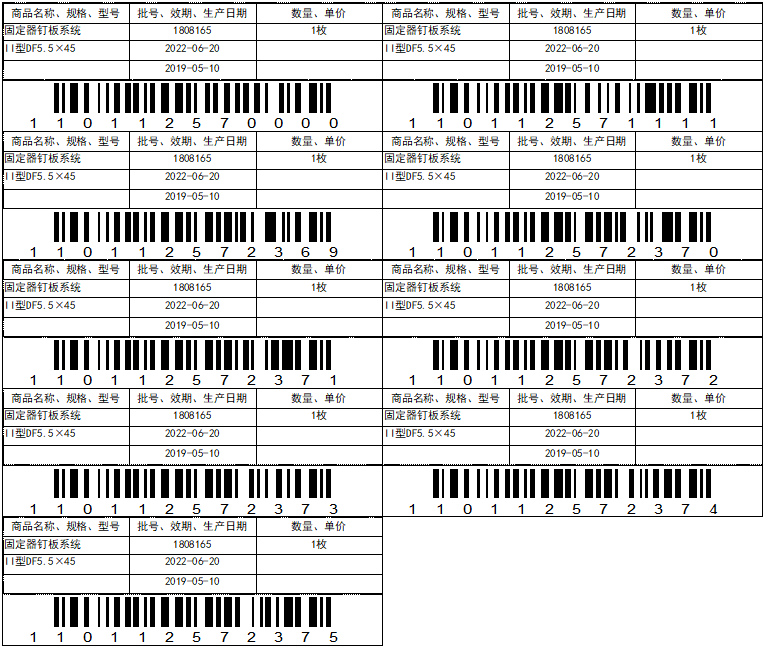 商品名称、规格、型号 批号、效期、生产日期 数量、单价 商品名称、规格、型号 批号、效期、生产日期 数量、单价
固定器钉板系统 1808165 1枚 固定器钉板系统 1808165 1枚
II型DF5.5×45 2022-06-20 II型DF5.5×45 2022-06-20
2019-05-10 2019-05-10
1 1 0 1 1 2 5 7 0 0 0 0 1 1 0 1 1 2 5 7 1 1 1 1
商品名称、规格、型号 批号、效期、生产日期 数量、单价 商品名称、规格、型号 批号、效期、生产日期 数量、单价
固定器钉板系统 1808165 1枚 固定器钉板系统 1808165 1枚
II型DF5.5×45 2022-06-20 II型DF5.5×45 2022-06-20
2019-05-10 2019-05-10
1 1 0 1 1 2 5 7 2 3 6 9 1 1 0 1 1 2 5 7 2 3 7 0
商品名称、规格、型号 批号、效期、生产日期 数量、单价 商品名称、规格、型号 批号、效期、生产日期 数量、单价
固定器钉板系统 1808165 1枚 固定器钉板系统 1808165 1枚
II型DF5.5×45 2022-06-20 II型DF5.5×45 2022-06-20
2019-05-10 2019-05-10
1 1 0 1 1 2 5 7 2 3 7 1 1 1 0 1 1 2 5 7 2 3 7 2
商品名称、规格、型号 批号、效期、生产日期 数量、单价 商品名称、规格、型号 批号、效期、生产日期 数量、单价
固定器钉板系统 1808165 1枚 固定器钉板系统 1808165 1枚
II型DF5.5×45 2022-06-20 II型DF5.5×45 2022-06-20
2019-05-10 2019-05-10
1 1 0 1 1 2 5 7 2 3 7 3 1 1 0 1 1 2 5 7 2 3 7 4
商品名称、规格、型号 批号、效期、生产日期 数量、单价
固定器钉板系统 1808165 1枚
II型DF5.5×45 2022-06-20
2019-05-10
1 1 0 1 1 2 5 7 2 3 7 5